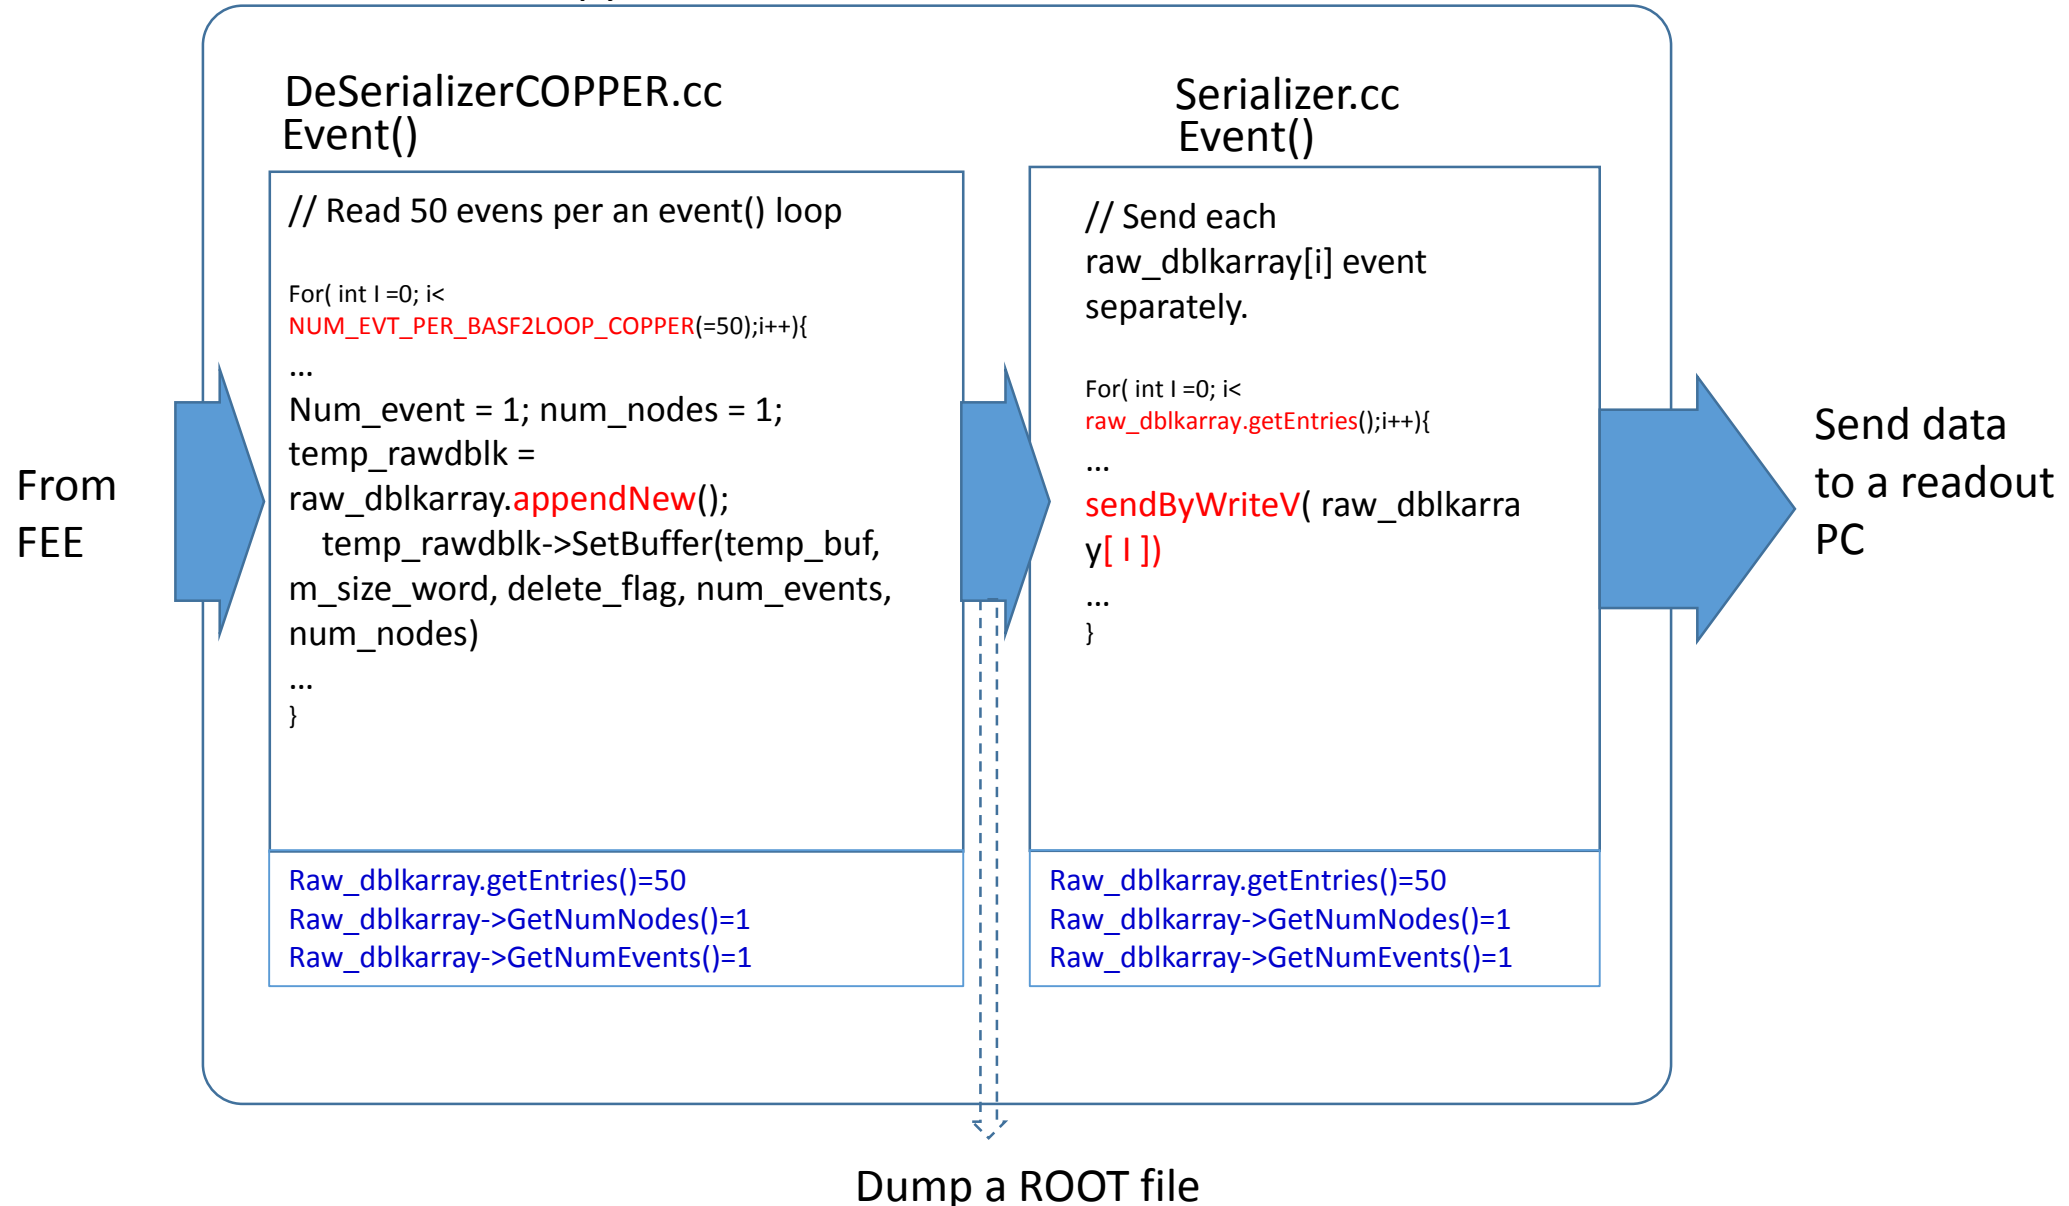 DeSerializerCOPPER.cc
Event()
// Read 50 evens per an event() loop
For( int I =0; i<
NUM_EVT_PER_BASF2LOOP_COPPER(=50);i++){
...
Num_event = 1; num_nodes = 1;
temp_rawdblk =
raw_dblkarray.appendNew();
temp_rawdblk->SetBuffer(temp_buf,
m_size_word, delete_flag, num_events,
num_nodes)
...
}
Raw_dblkarray.getEntries()=50
Raw_dblkarray->GetNumNodes()=1
Raw_dblkarray->GetNumEvents()=1
Serializer.cc
Event()
// Send each
raw_dblkarray[i] event
separately.
For( int I =0; i<
raw_dblkarray.getEntries();i++){
...
sendByWriteV( raw_dblkarra
y[ I ])
...
}
Raw_dblkarray.getEntries()=50
Raw_dblkarray->GetNumNodes()=1
Raw_dblkarray->GetNumEvents()=1
From
FEE
Send data
to a readout
PC
Dump a ROOT file